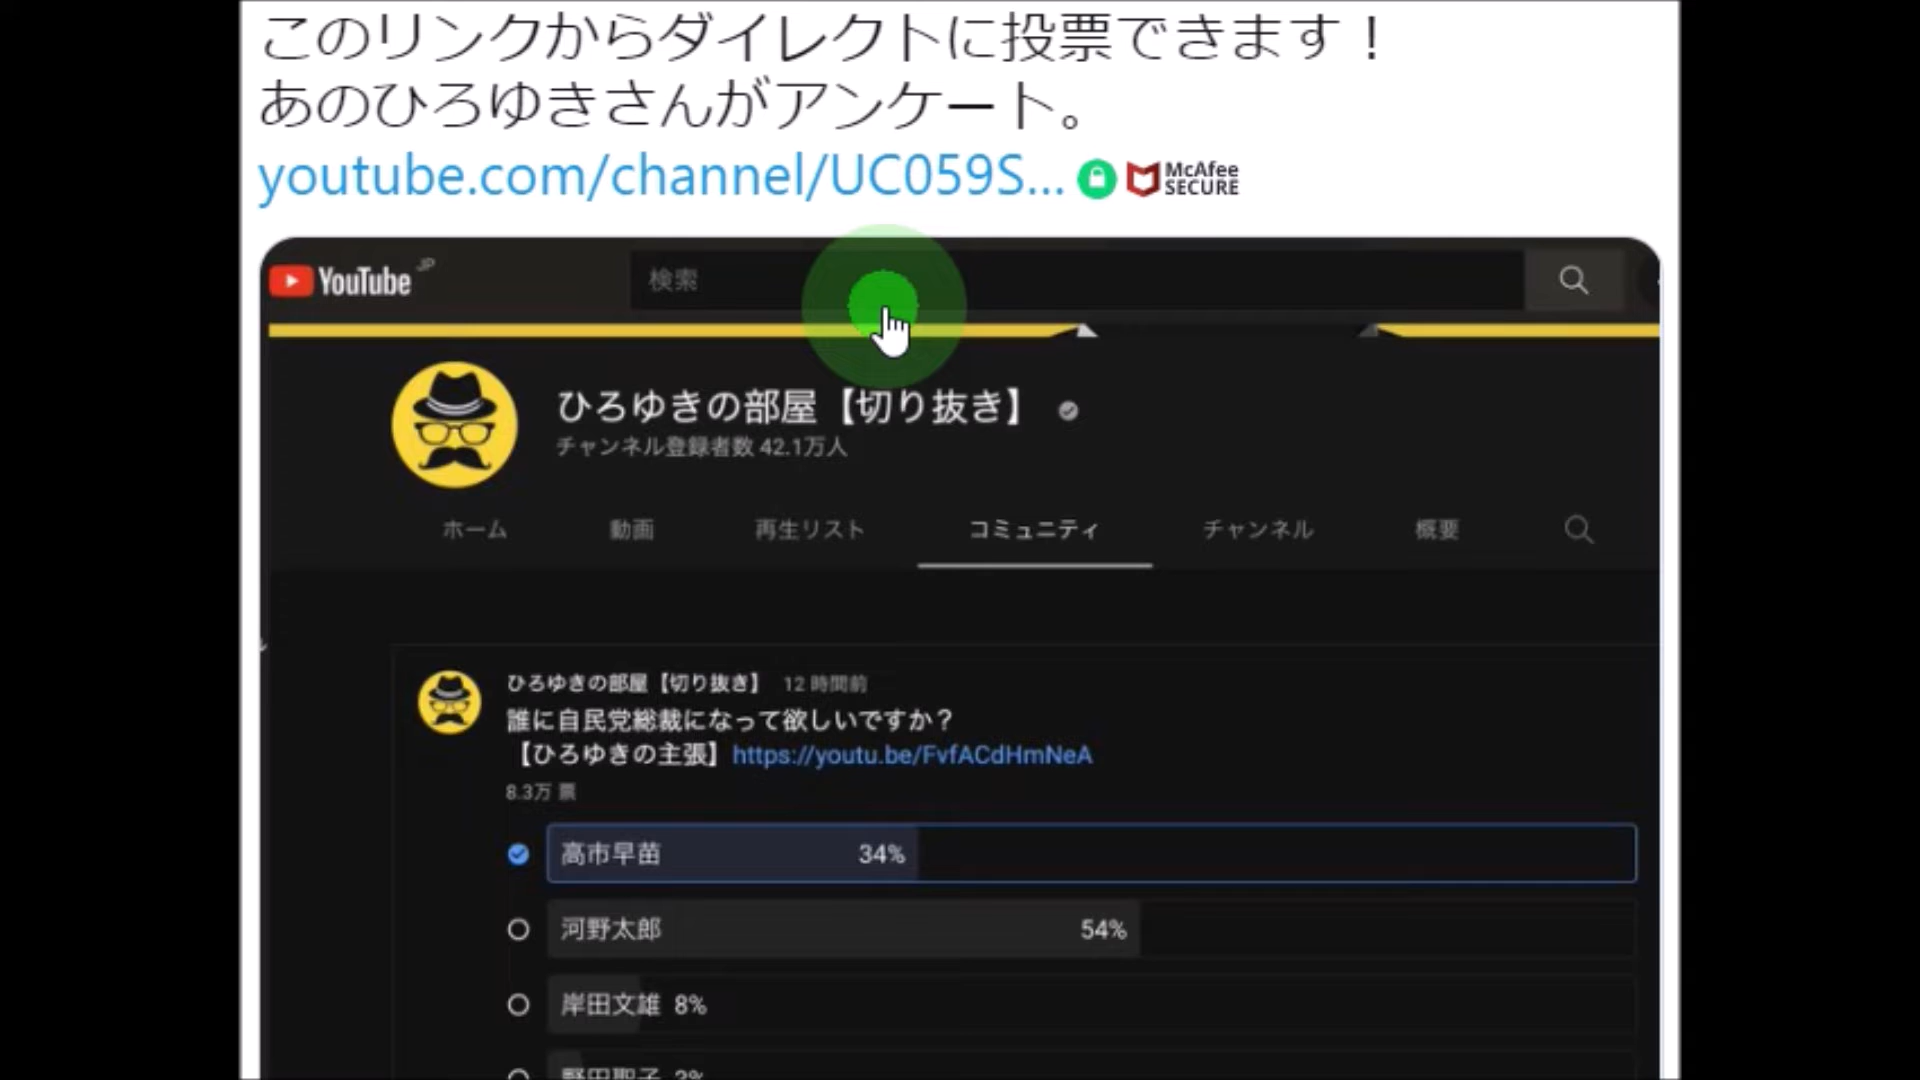 このリンクからダイレクトに投票できます！
あのひろゆきさんがアンケート。
youtube.com/channel/UC059S...
McAfee
SECURE
YouTube JP
検索
ひろゆきの部屋【切り抜き】
チャンネル登録者数 42.1万人
ホーム 動画 再生リスト コミュニティ チャンネル 概要
ひろゆきの部屋【切り抜き】 12 時間前
誰に自民党総裁になって欲しいですか？
【ひろゆきの主張】https://youtu.be/FvfACdHmNeA
8.3万 票
高市早苗 34%
河野太郎 54%
岸田文雄 8%
野田聖子